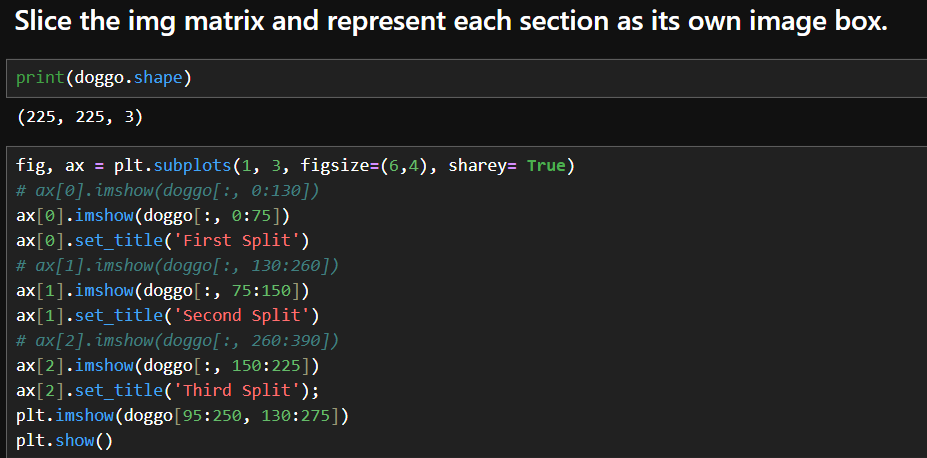 Slice the img matrix and represent each section as its own image box.
print(doggo.shape)
(225, 225, 3)
fig, ax = plt.subplots(1, 3, figsize=(6,4), sharey= True)
# ax[0].imshow(doggo[:, 0:130])
ax[0].imshow(doggo[:, 0:75])
ax[0].set_title('First Split')
# ax[1].imshow(doggo[:, 130:260])
ax[1].imshow(doggo[:, 75:150])
ax[1].set_title('Second Split')
# ax[2].imshow(doggo[:, 260:390])
ax[2].imshow(doggo[:, 150:225])
ax[2].set_title('Third Split');
plt.imshow(doggo[95:250, 130:275])
plt.show()